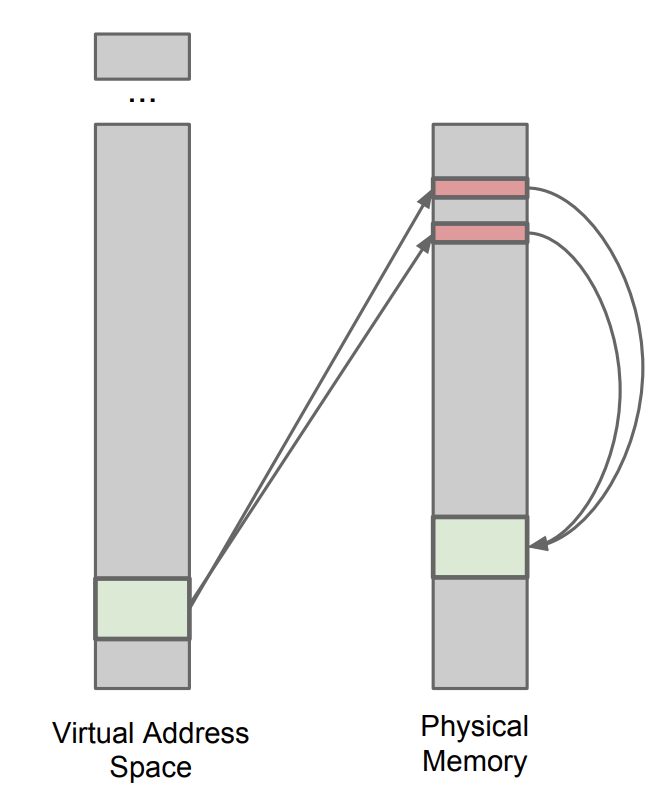 ...
Virtual Address
Space
Physical
Memory